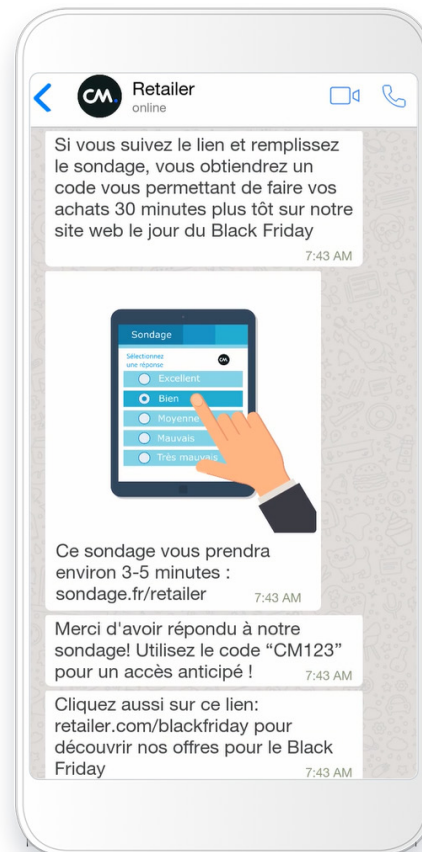 CM.
Retailer
online
Si vous suivez le lien et remplissez
le sondage, vous obtiendrez un
code vous permettant de faire vos
achats 30 minutes plus tôt sur notre
site web le jour du Black Friday
7:43 AM
Sondage
Sélectionnez
une réponse
CM.
Excellent
Bien
Moyenne
Mauvais
Très mauvais
Ce sondage vous prendra
environ 3-5 minutes :
sondage.fr/retailer
7:43 AM
Merci d'avoir répondu à notre
sondage! Utilisez le code “CM123”
pour un accès anticipé !
7:43 AM
Cliquez aussi sur ce lien:
retailer.com/blackfriday pour
découvrir nos offres pour le Black
Friday
7:43 AM